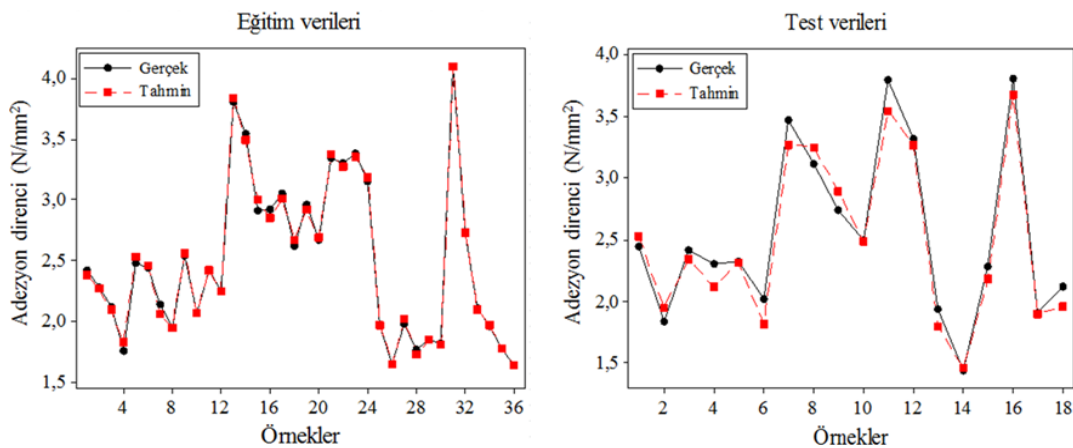 Eğitim verileri
Adezyon direnci (N/mm²)
4,0
3,5
3,0
2,5
2,0
1,5
Gerçek
Tahmin
4 8 12 16 20 24 28 32 36
Örnekler
Test verileri
Adezyon direnci (N/mm²)
4,0
3,5
3,0
2,5
2,0
1,5
Gerçek
Tahmin
2 4 6 8 10 12 14 16 18
Örnekler